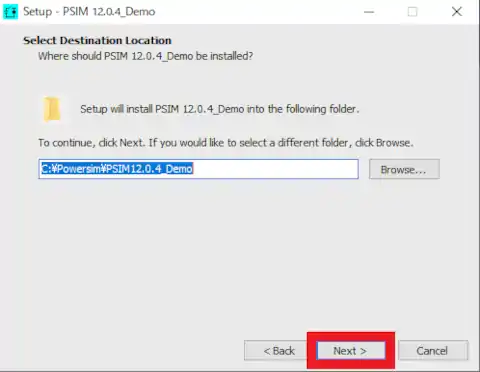 Setup - PSIM 12.0.4_Demo
Select Destination Location
Where should PSIM 12.0.4_Demo be installed?
Setup will install PSIM 12.0.4_Demo into the following folder.
To continue, click Next. If you would like to select a different folder, click Browse.
C:¥Powersim¥PSIM12.0.4_Demo
Browse...
< Back
Next >
Cancel